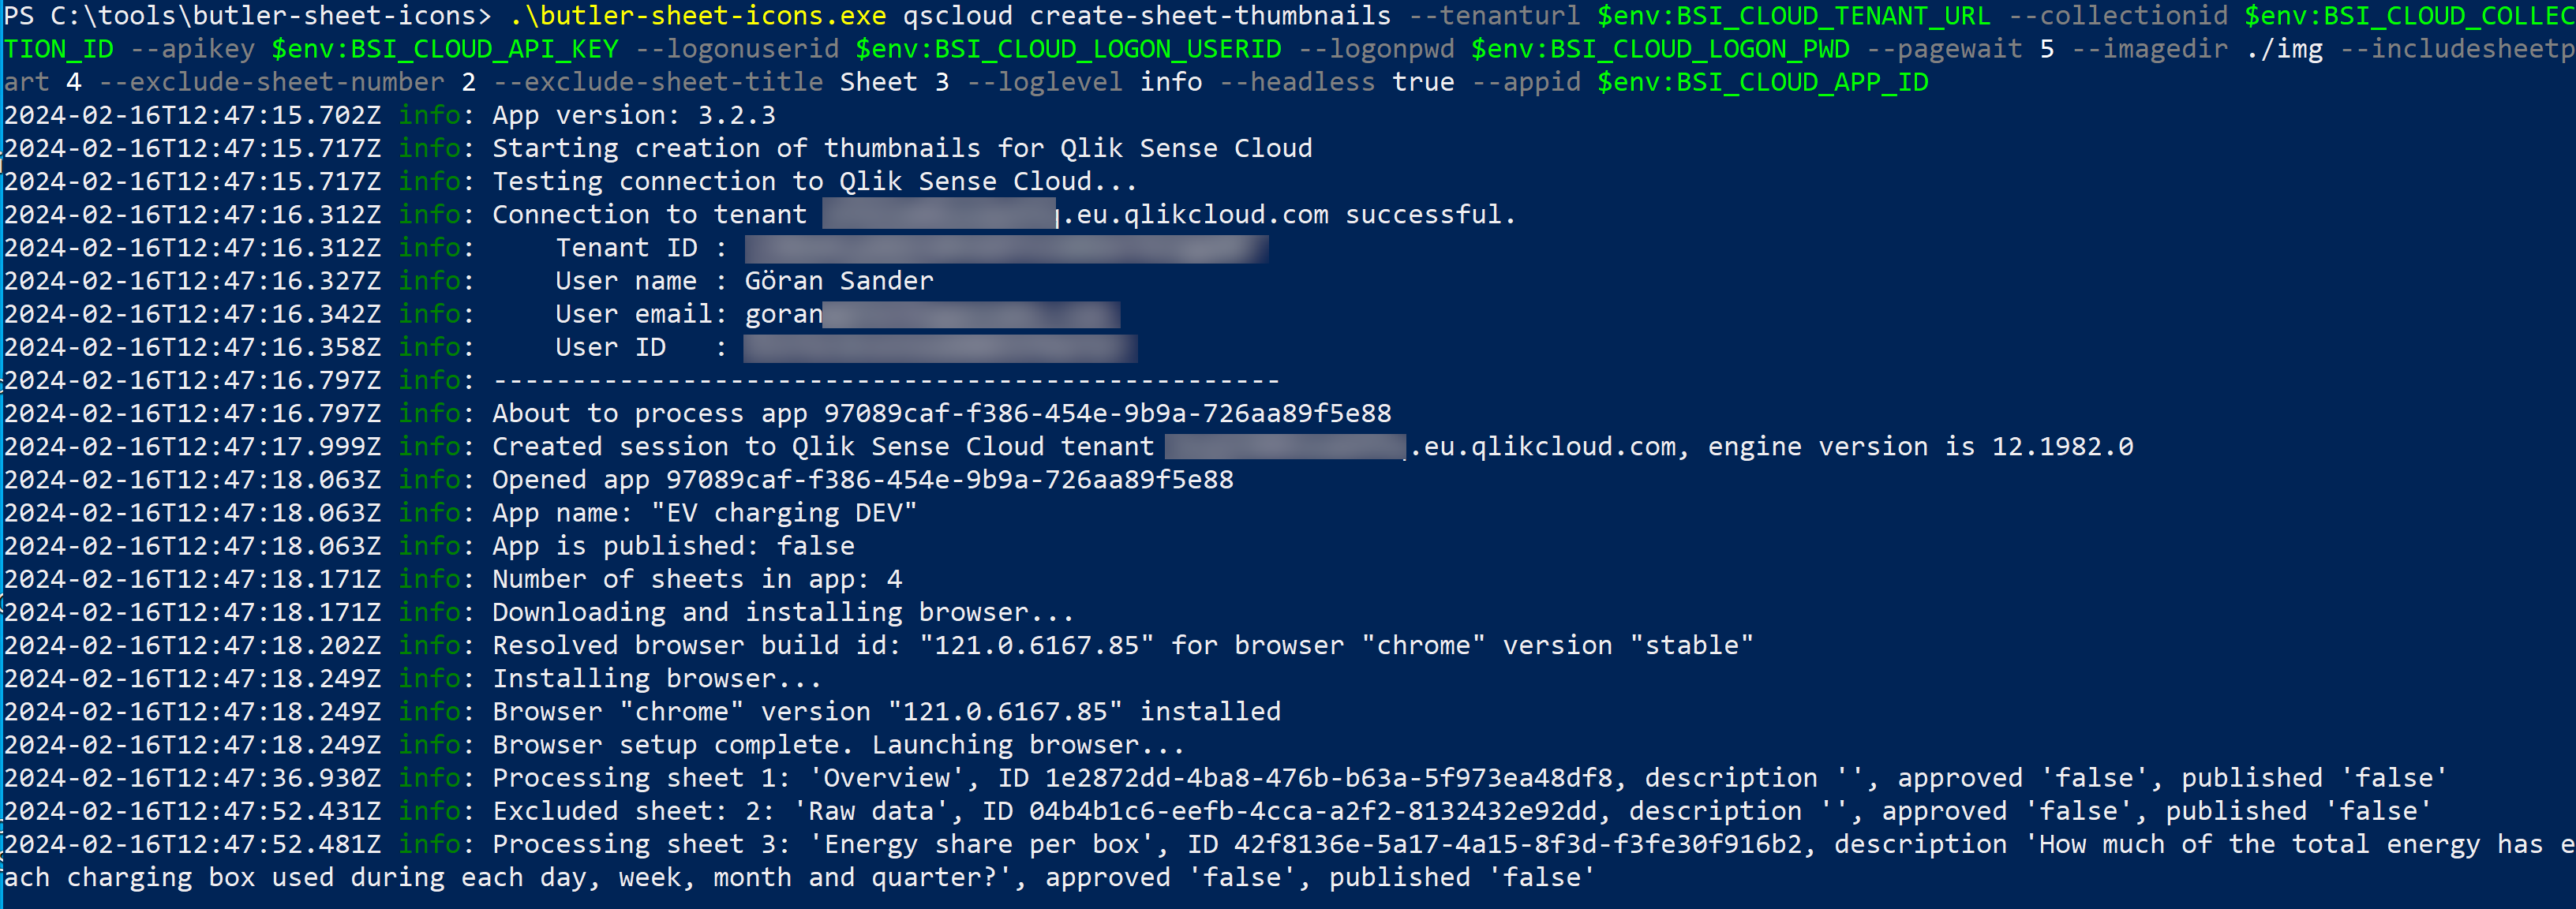 PS C:\tools\butler-sheet-icons> .\butler-sheet-icons.exe qscloud create-sheet-thumbnails --tenanturl $env:BSI_CLOUD_TENANT_URL --collectionid $env:BSI_CLOUD_COLLEC
TION_ID --apikey $env:BSI_CLOUD_API_KEY --logonuserid $env:BSI_CLOUD_LOGON_USERID --logonpwd $env:BSI_CLOUD_LOGON_PWD --pagewait 5 --imagedir ./img --includesheetp
art 4 --exclude-sheet-number 2 --exclude-sheet-title Sheet 3 --loglevel info --headless true --appid $env:BSI_CLOUD_APP_ID
2024-02-16T12:47:15.702Z info: App version: 3.2.3
2024-02-16T12:47:15.717Z info: Starting creation of thumbnails for Qlik Sense Cloud
2024-02-16T12:47:15.717Z info: Testing connection to Qlik Sense Cloud...
2024-02-16T12:47:16.312Z info: Connection to tenant .eu.qlikcloud.com successful.
2024-02-16T12:47:16.312Z info:     Tenant ID :
2024-02-16T12:47:16.327Z info:     User name : Göran Sander
2024-02-16T12:47:16.342Z info:     User email: goran
2024-02-16T12:47:16.358Z info:     User ID   :
2024-02-16T12:47:16.797Z info: --------------------------------------------------
2024-02-16T12:47:16.797Z info: About to process app 97089caf-f386-454e-9b9a-726aa89f5e88
2024-02-16T12:47:17.999Z info: Created session to Qlik Sense Cloud tenant .eu.qlikcloud.com, engine version is 12.1982.0
2024-02-16T12:47:18.063Z info: Opened app 97089caf-f386-454e-9b9a-726aa89f5e88
2024-02-16T12:47:18.063Z info: App name: "EV charging DEV"
2024-02-16T12:47:18.063Z info: App is published: false
2024-02-16T12:47:18.171Z info: Number of sheets in app: 4
2024-02-16T12:47:18.171Z info: Downloading and installing browser...
2024-02-16T12:47:18.202Z info: Resolved browser build id: "121.0.6167.85" for browser "chrome" version "stable"
2024-02-16T12:47:18.249Z info: Installing browser...
2024-02-16T12:47:18.249Z info: Browser "chrome" version "121.0.6167.85" installed
2024-02-16T12:47:18.249Z info: Browser setup complete. Launching browser...
2024-02-16T12:47:36.930Z info: Processing sheet 1: 'Overview', ID 1e2872dd-4ba8-476b-b63a-5f973ea48df8, description '', approved 'false', published 'false'
2024-02-16T12:47:52.431Z info: Excluded sheet: 2: 'Raw data', ID 04b4b1c6-eefb-4cca-a2f2-8132432e92dd, description '', approved 'false', published 'false'
2024-02-16T12:47:52.481Z info: Processing sheet 3: 'Energy share per box', ID 42f8136e-5a17-4a15-8f3d-f3fe30f916b2, description 'How much of the total energy has e
ach charging box used during each day, week, month and quarter?', approved 'false', published 'false'